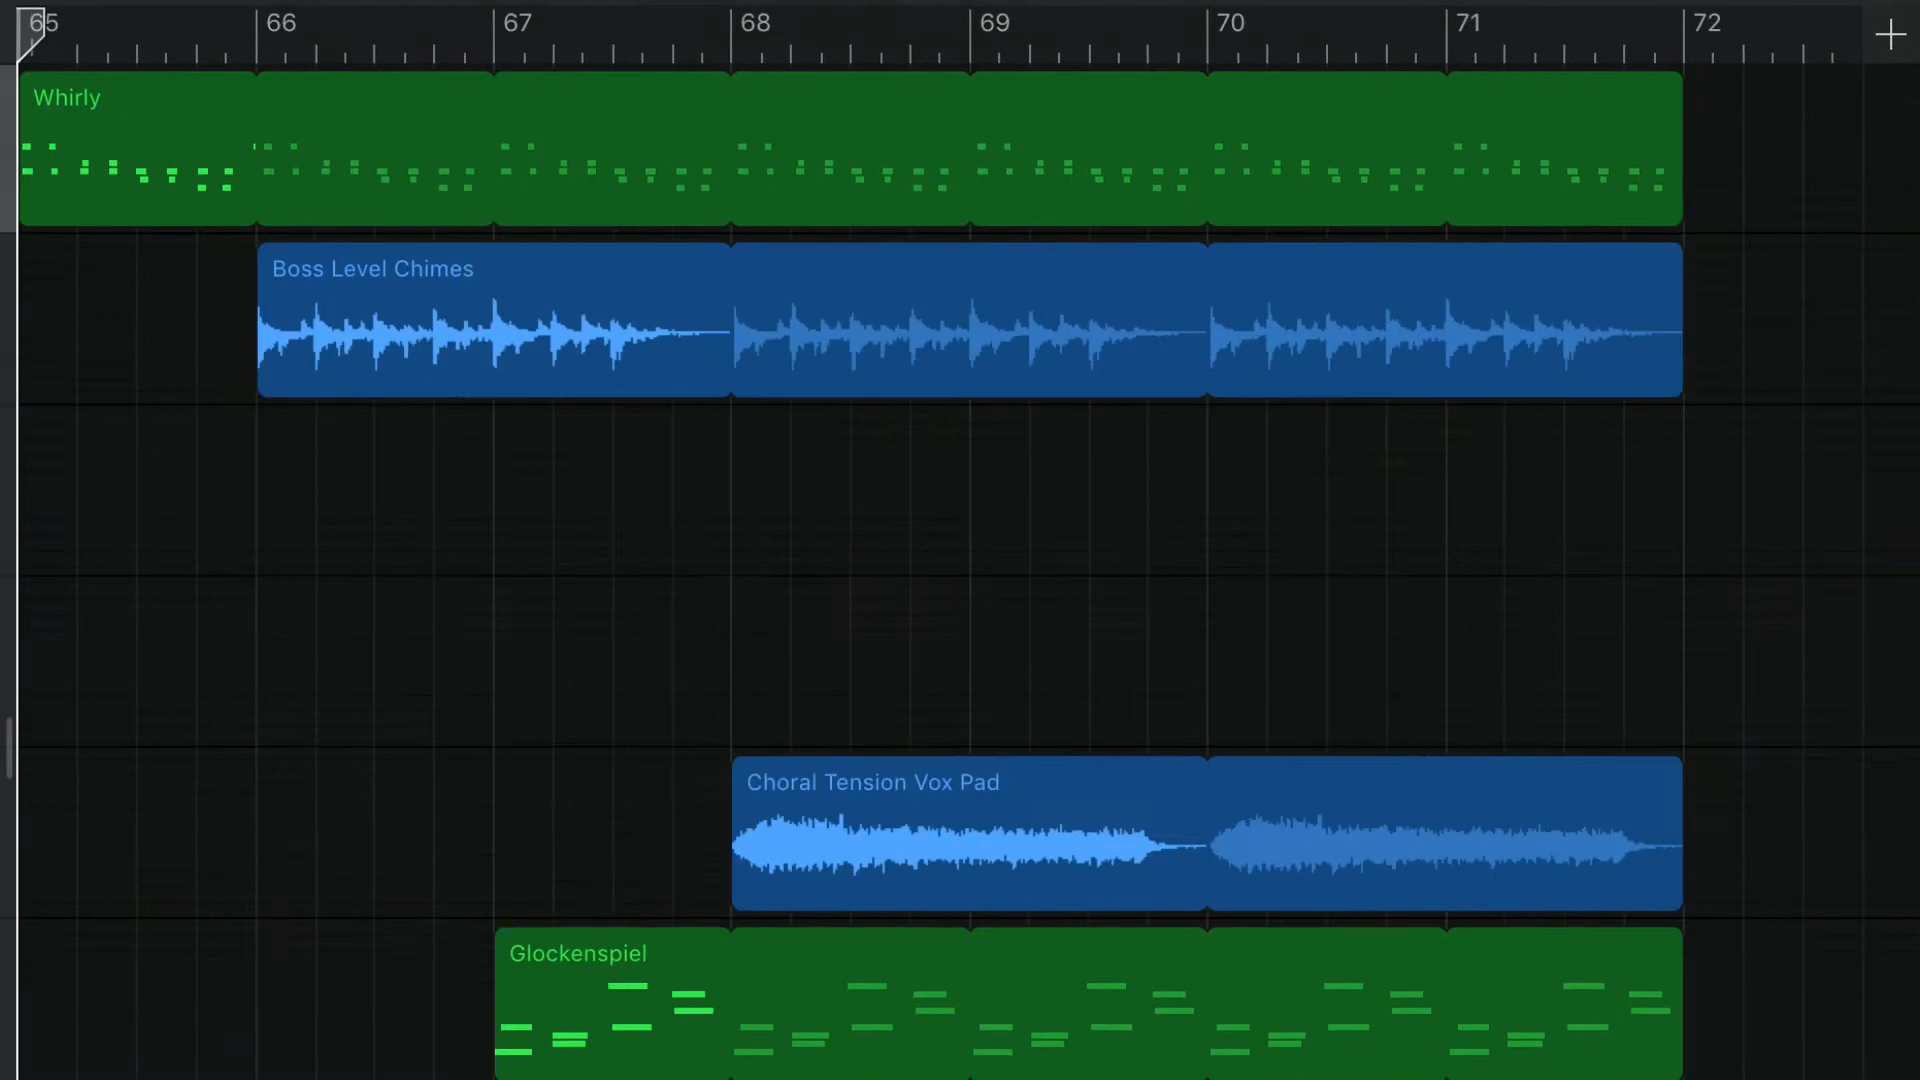 65 66 67 68 69 70 71 72
Whirly
Boss Level Chimes
Choral Tension Vox Pad
Glockenspiel